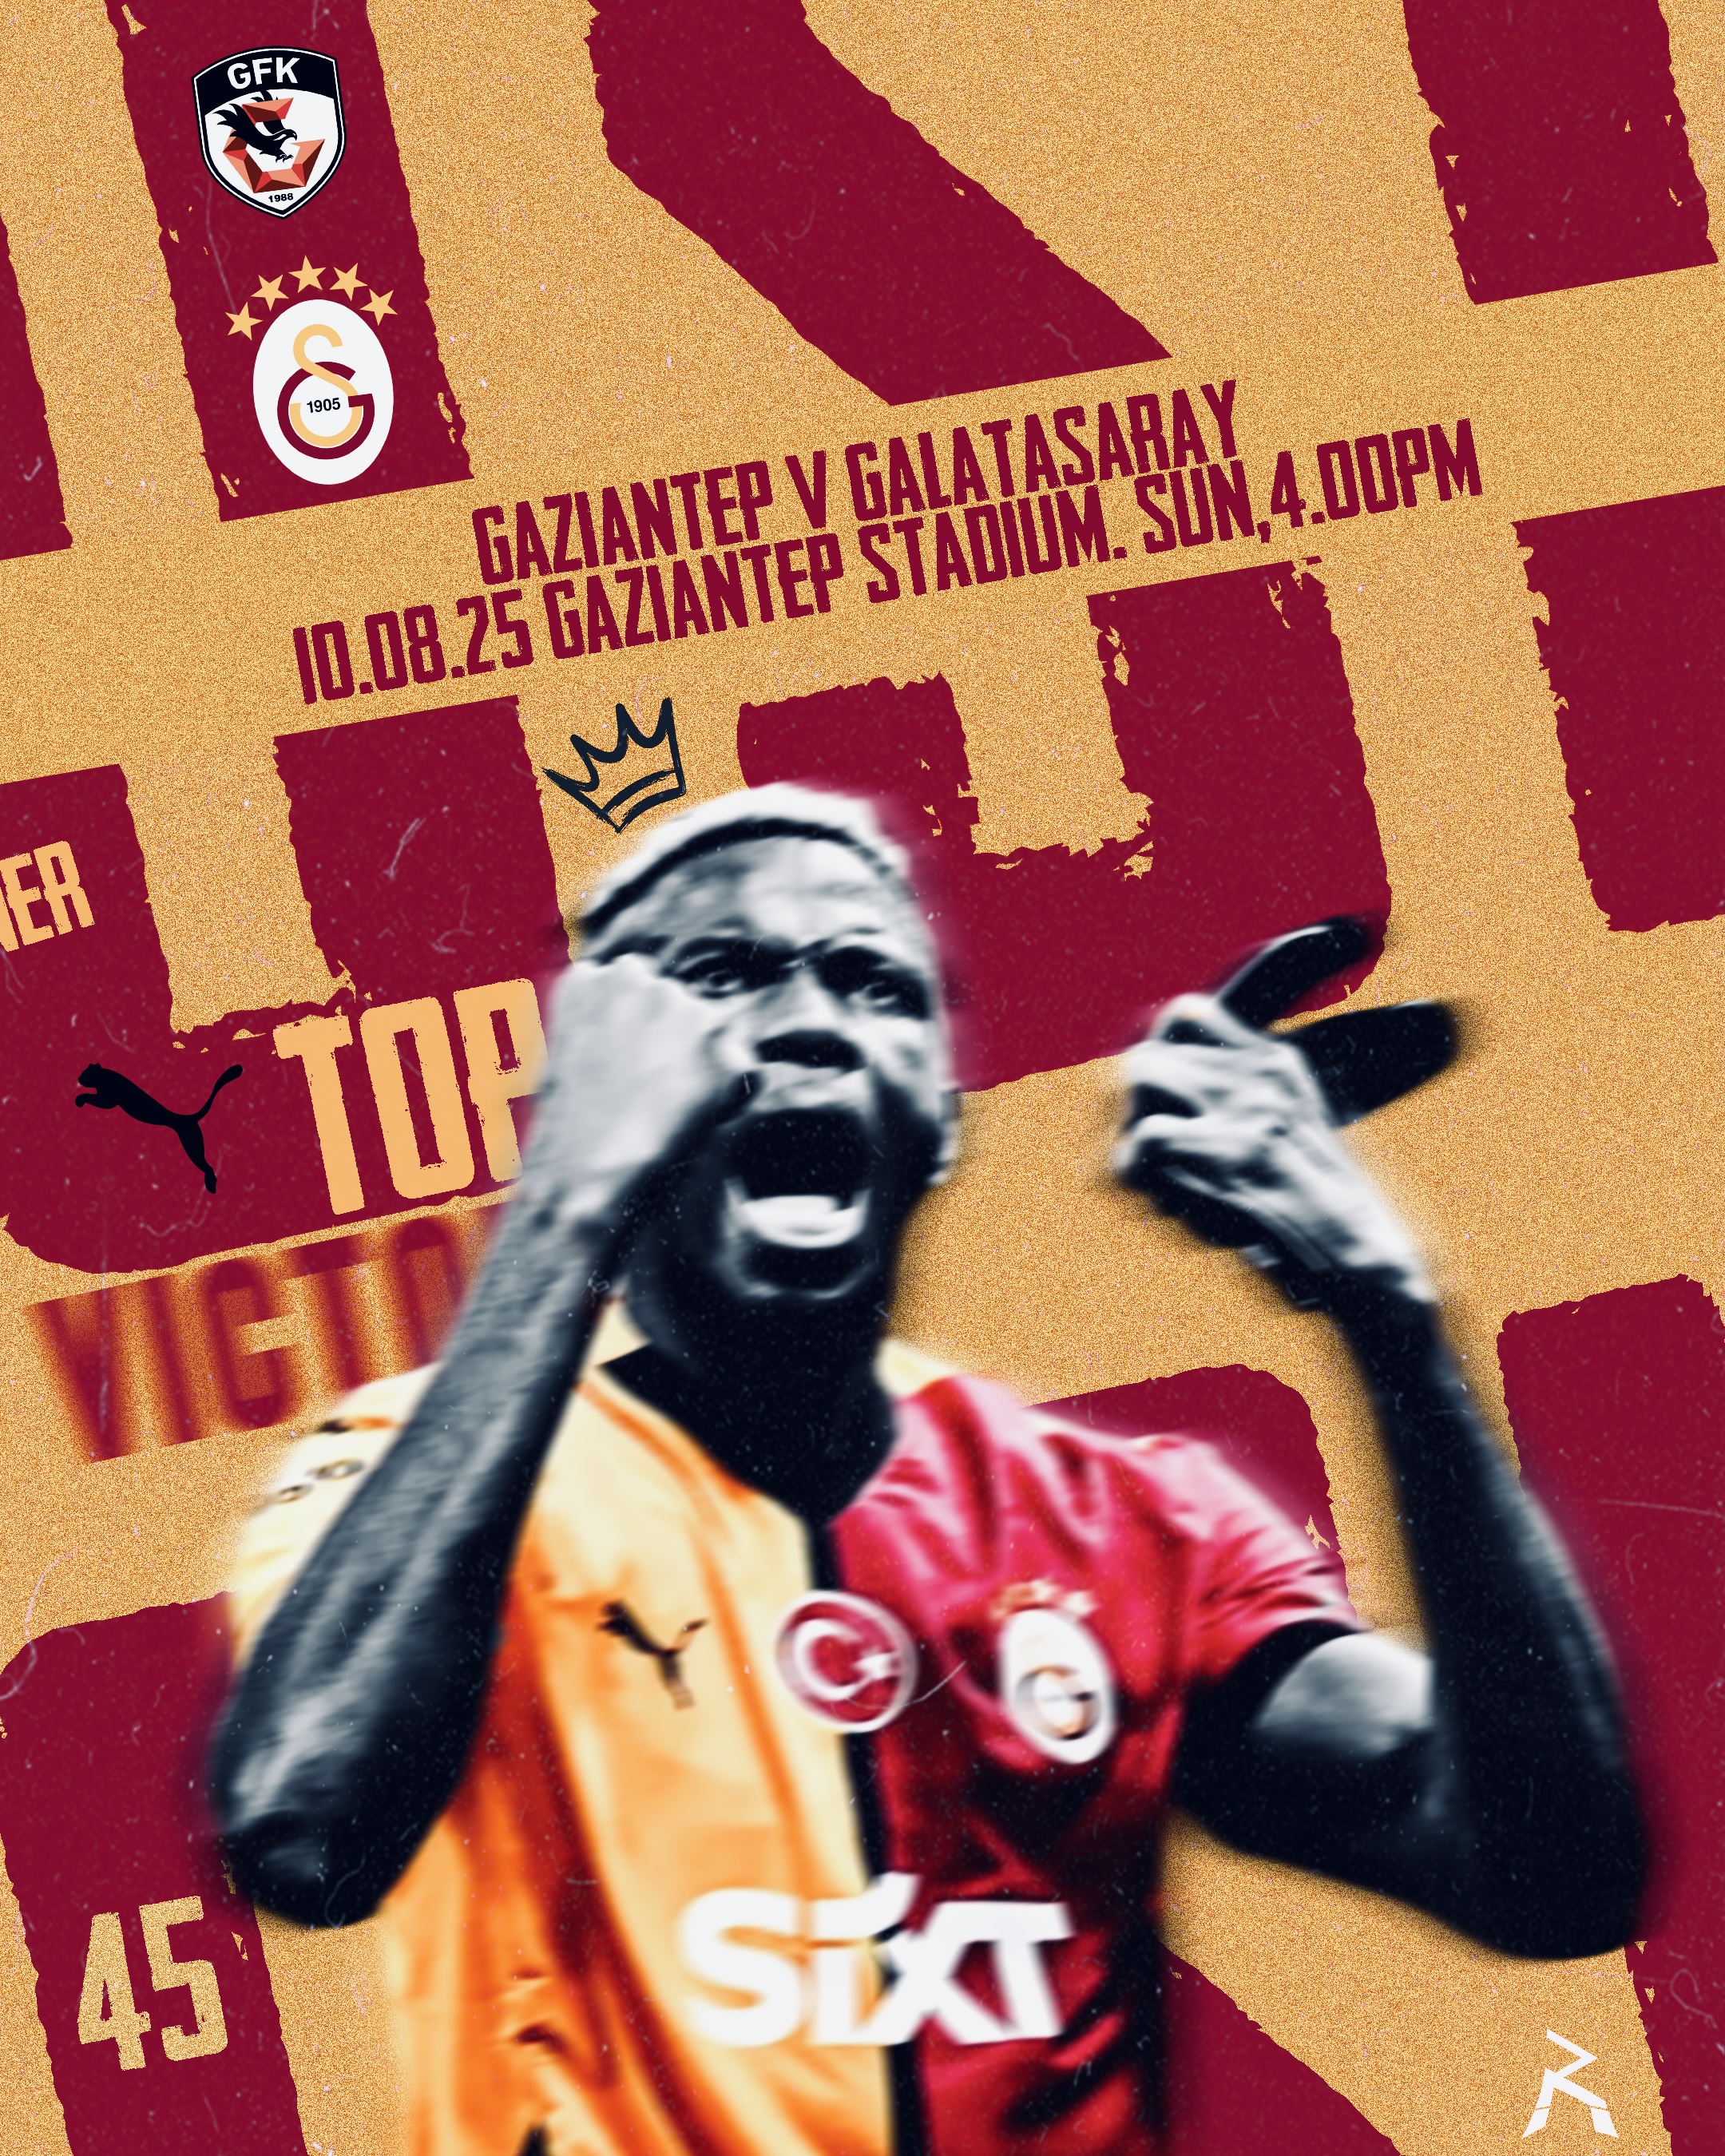 GFK
1988
1905
GAZIANTEP V GALATASARAY
10.08.25 GAZIANTEP STADIUM. SUN,4.00PM
NER
TOP
VICTO
SIXT
45